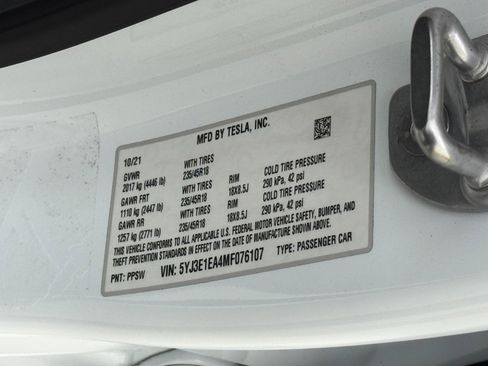 MFD BY TESLA, INC.
10/21
GVWR WITH TIRES RIM COLD TIRE PRESSURE
2017 kg (4446 lb) 235/45R18 18X8.5J 290 kPa, 42 psi
GAWR FRT WITH TIRES RIM COLD TIRE PRESSURE
1110 kg (2447 lb) 235/45R18 18X8.5J 290 kPa, 42 psi
GAWR RR WITH TIRES
1257 kg (2771 lb) 235/45R18
THIS VEHICLE CONFORMS TO ALL APPLICABLE U.S. FEDERAL MOTOR VEHICLE SAFETY, BUMPER, AND
THEFT PREVENTION STANDARDS IN EFFECT ON THE DATE OF MANUFACTURE SHOWN ABOVE.
PNT: PPSW VIN: 5YJ3E1EA4MF076107 TYPE: PASSENGER CAR